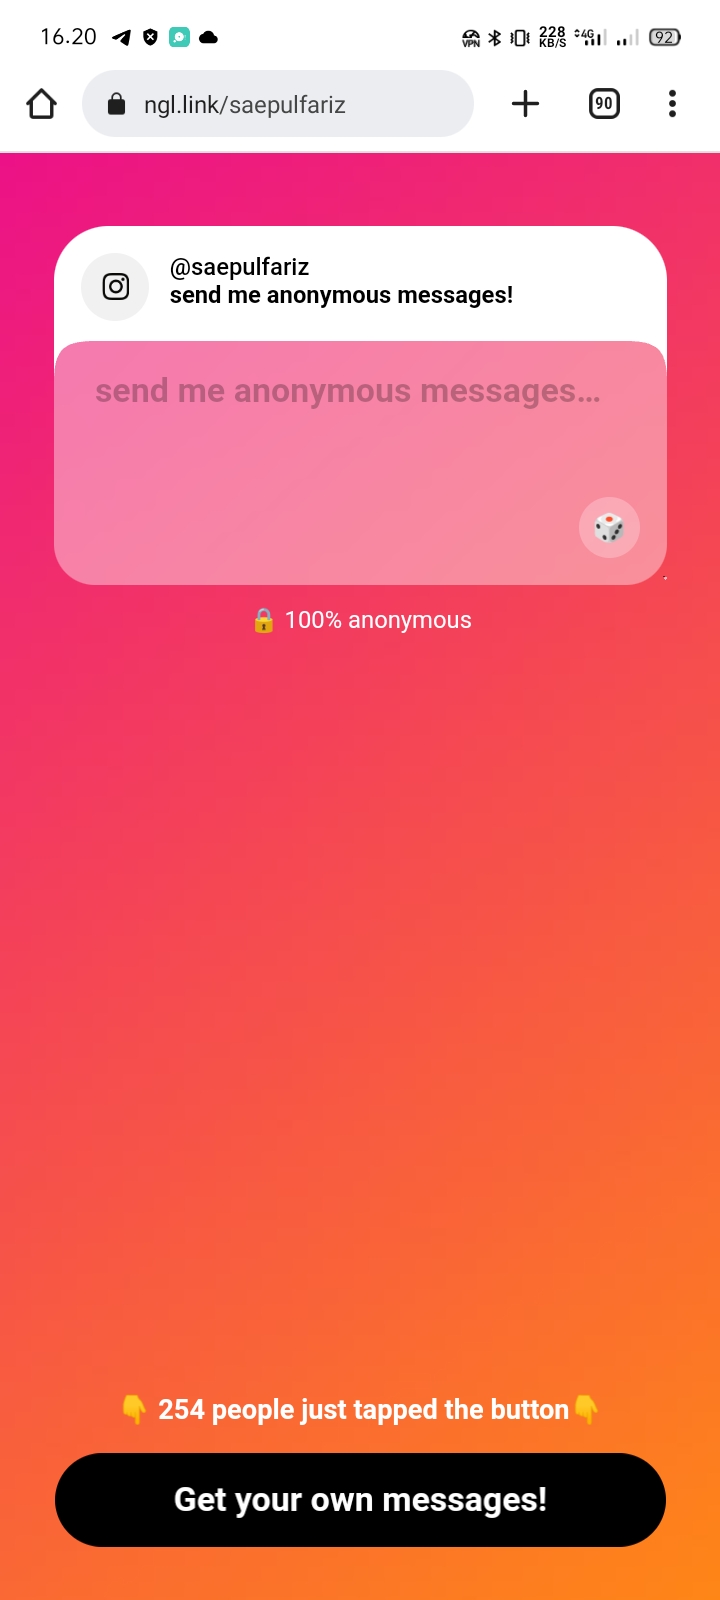 16.20
VPN 228 KB/S 4G 92
ngl.link/saepulfariz
90
@saepulfariz
send me anonymous messages!
send me anonymous messages...
100% anonymous
254 people just tapped the button
Get your own messages!